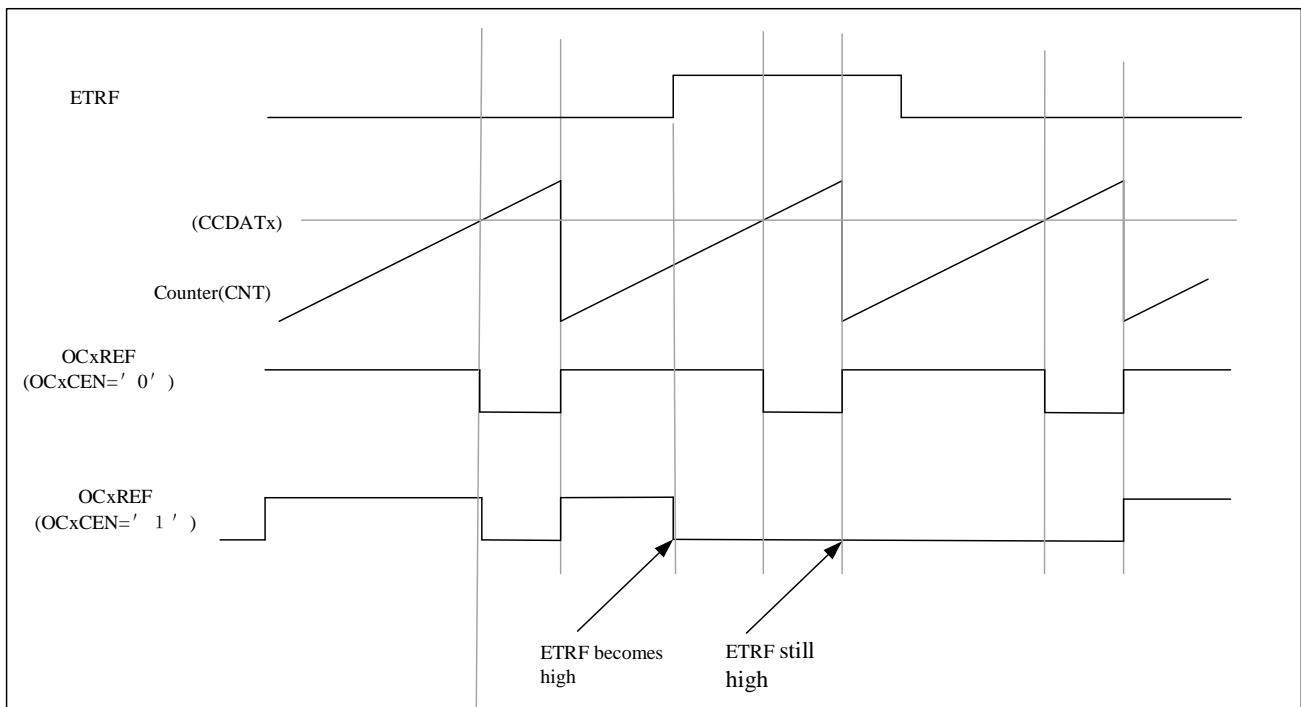 ETRF
(CCDATx)
Counter(CNT)
OCxREF
(OCxCEN=′ 0′ )
OCxREF
(OCxCEN=′ 1 ′ )
ETRF becomes
high
ETRF still
high